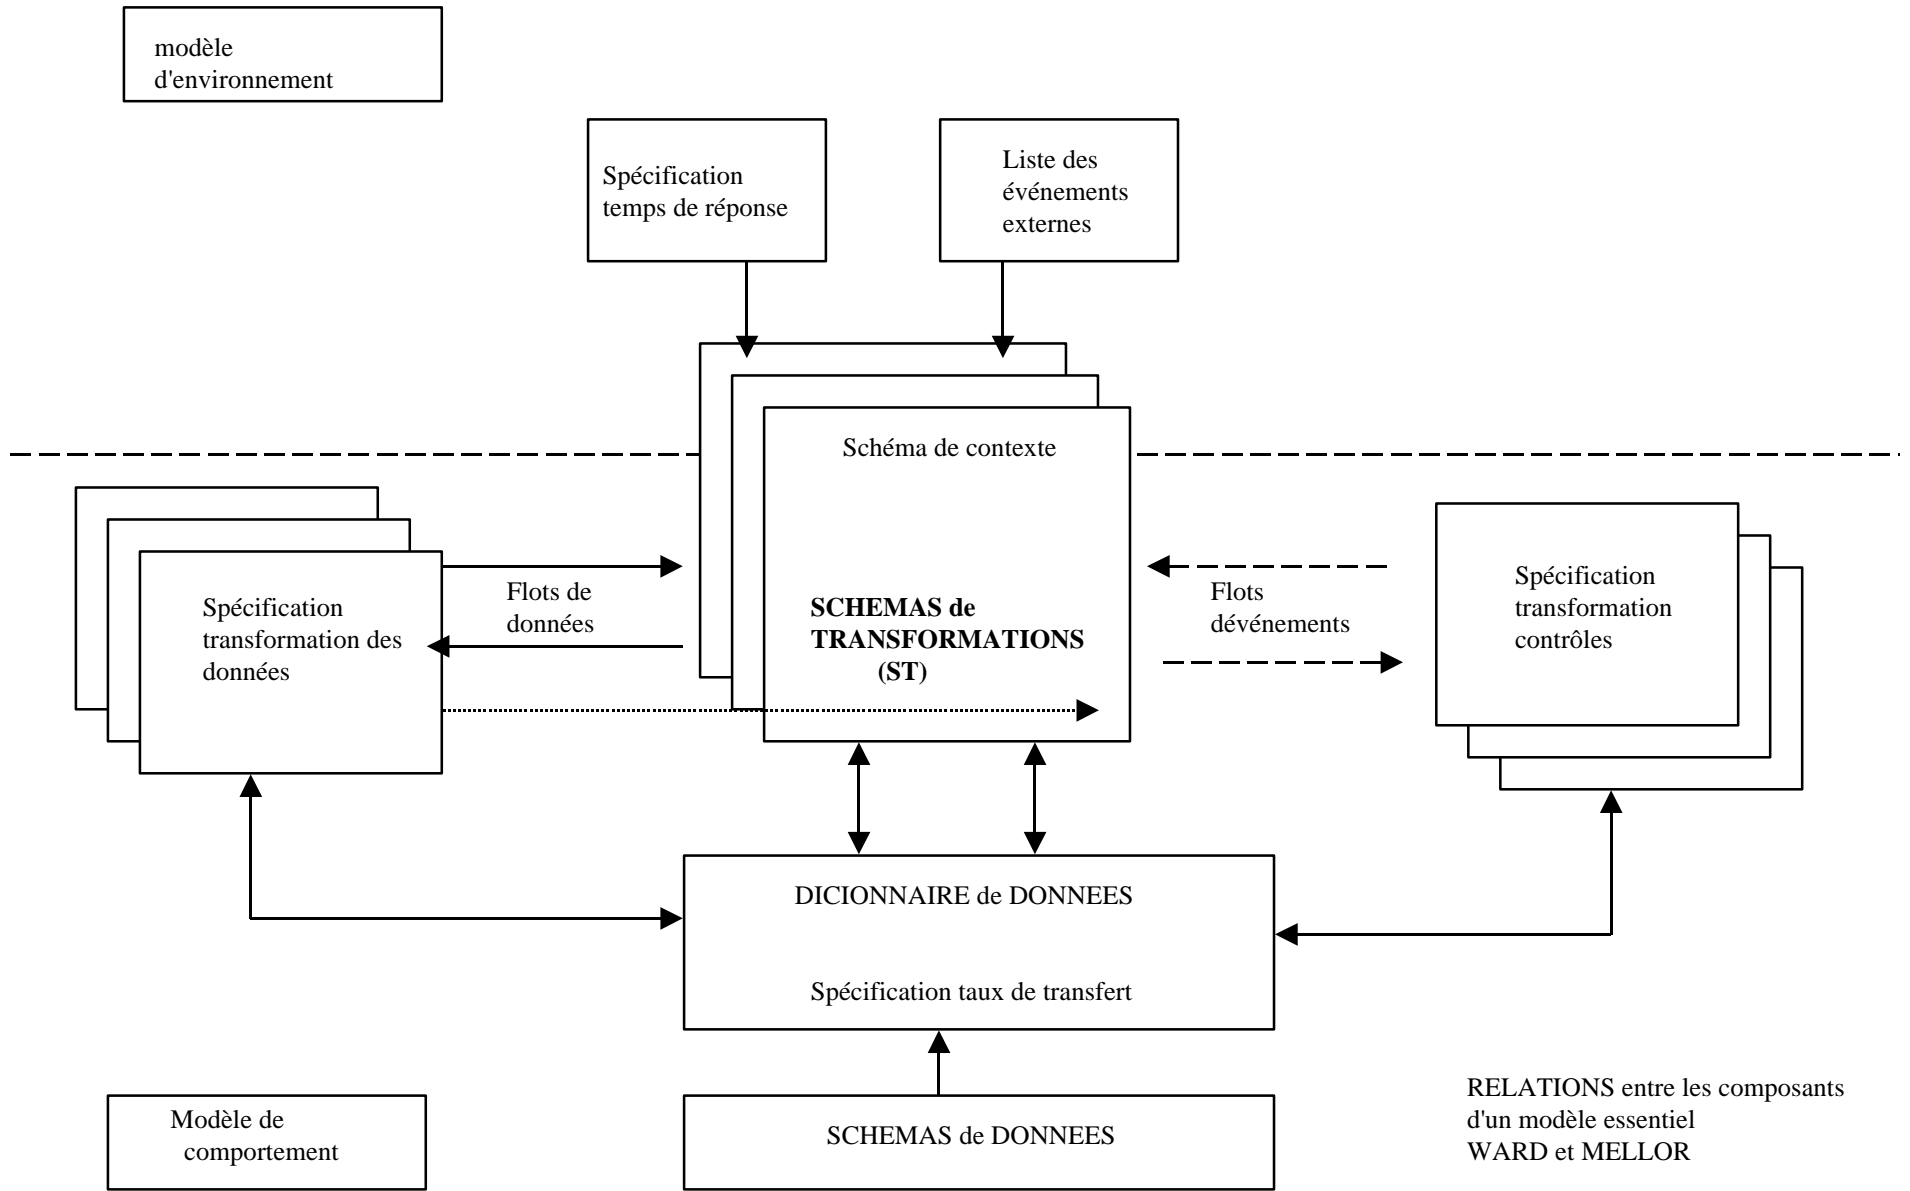 modèle
d'environnement
Spécification
temps de réponse
Liste des
événements
externes
Schéma de contexte
SCHEMAS de
TRANSFORMATIONS
(ST)
Spécification
transformation des
données
Flots de
données
Flots
dévénements
Spécification
transformation
contrôles
DICIONNAIRE de DONNEES
Spécification taux de transfert
SCHEMAS de DONNEES
Modèle de
comportement
RELATIONS entre les composants
d'un modèle essentiel
WARD et MELLOR